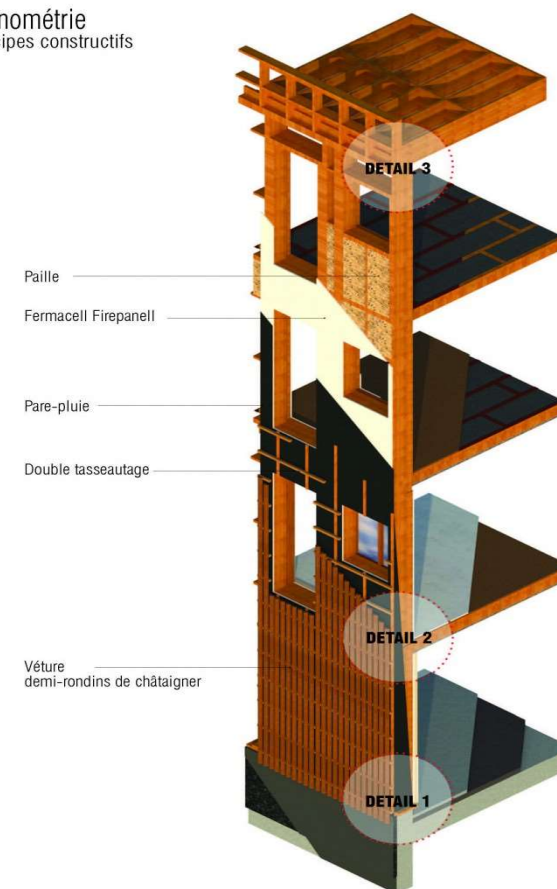 nométrie
cipes constructifs
DETAIL 3
Paille
Fermacell Firepanell
Pare-pluie
Double tasseautage
DETAIL 2
Véture
demi-rondins de châtaigner
DETAIL 1